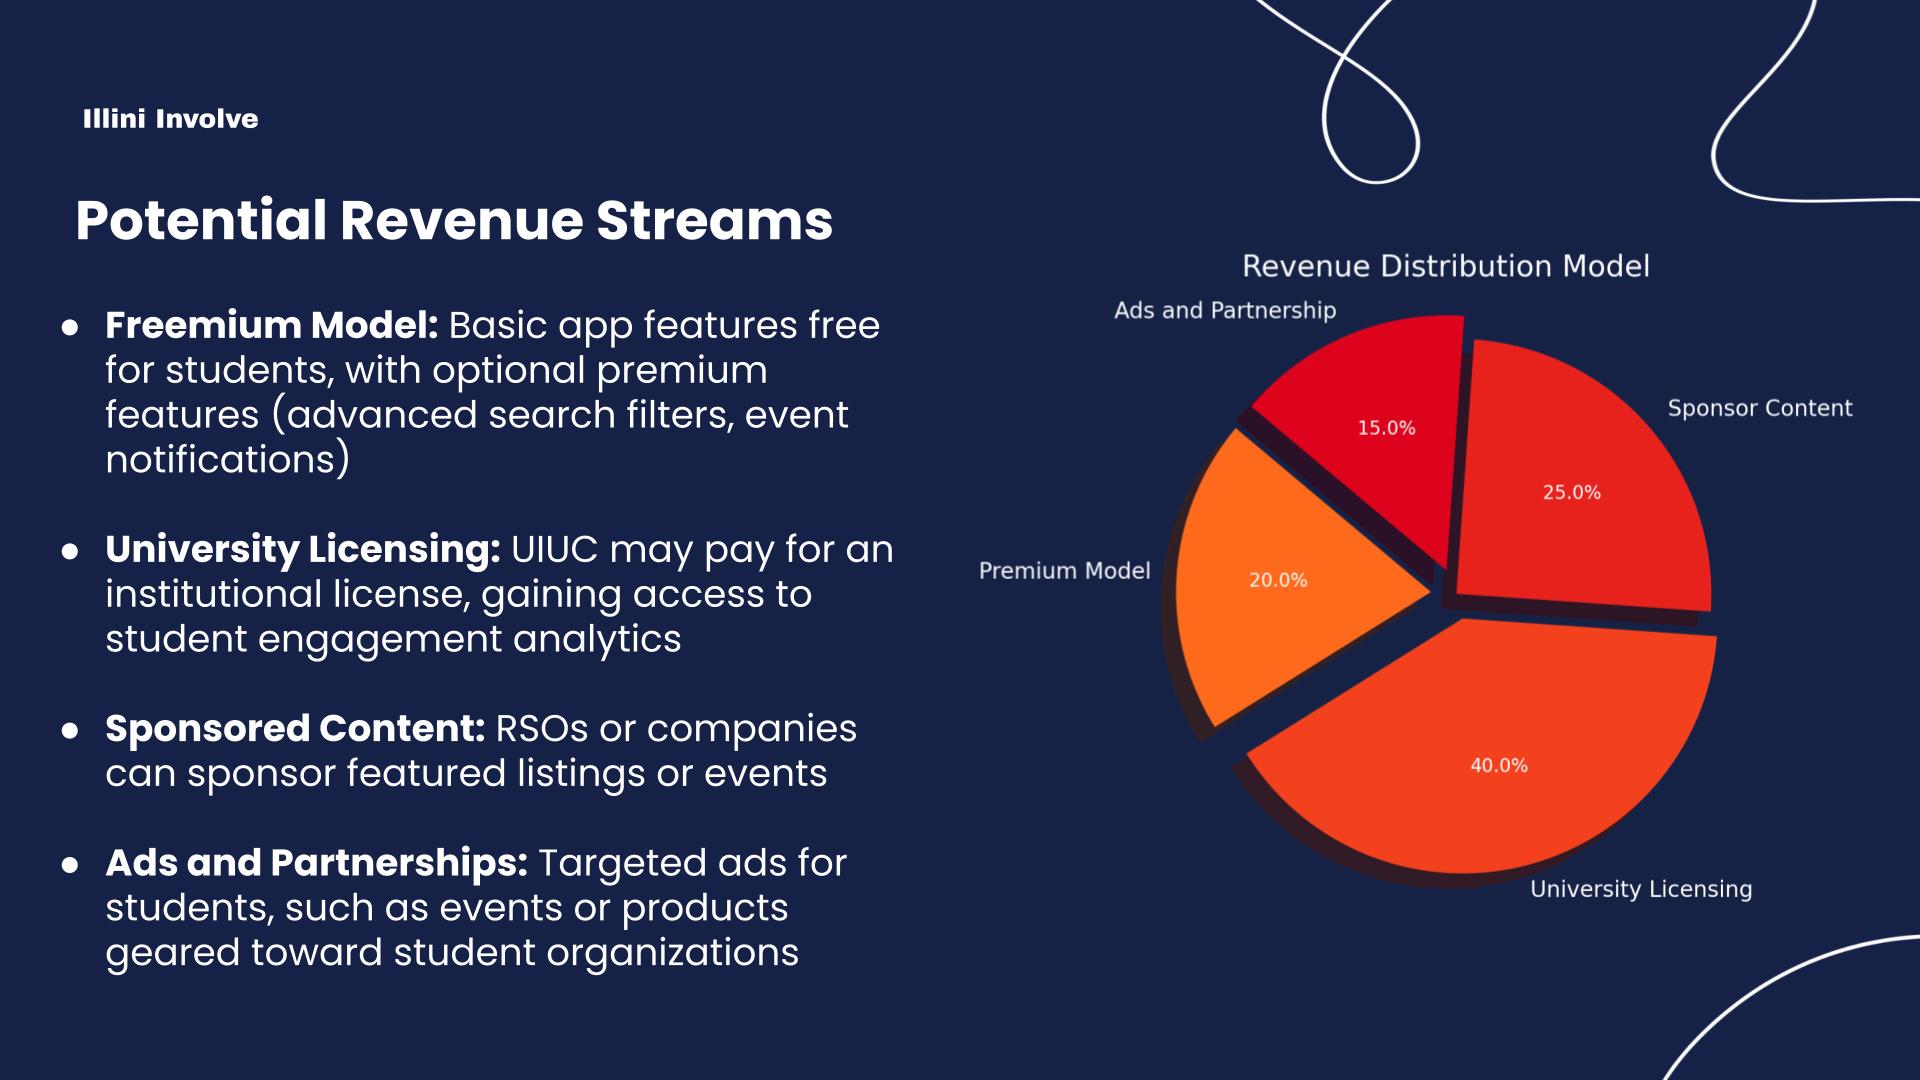 Illini Involve
Potential Revenue Streams
● Freemium Model: Basic app features free
for students, with optional premium
features (advanced search filters, event
notifications)
● University Licensing: UIUC may pay for an
institutional license, gaining access to
student engagement analytics
● Sponsored Content: RSOs or companies
can sponsor featured listings or events
● Ads and Partnerships: Targeted ads for
students, such as events or products
geared toward student organizations
Revenue Distribution Model
Ads and Partnership
Sponsor Content
15.0%
25.0%
Premium Model
20.0%
40.0%
University Licensing